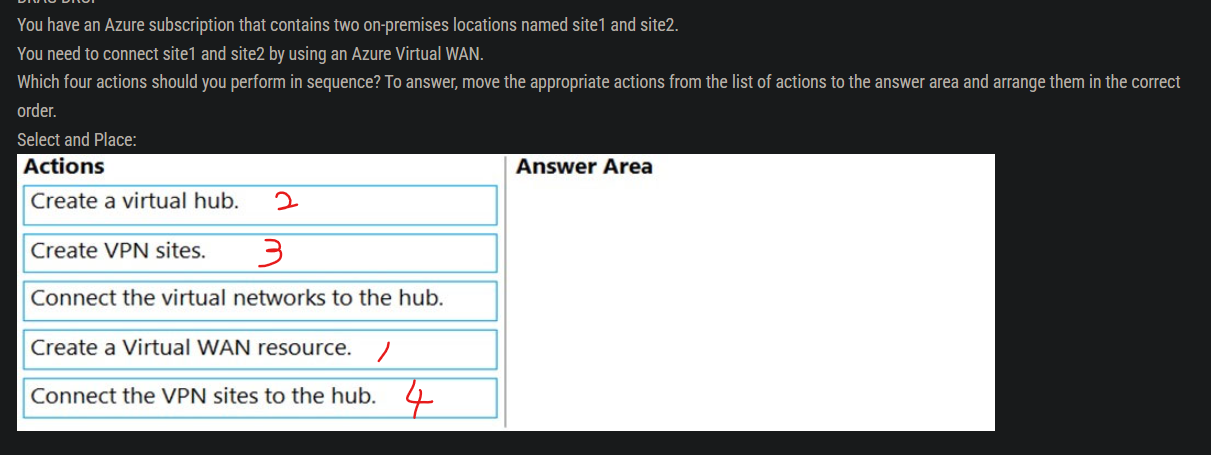 You have an Azure subscription that contains two on-premises locations named site1 and site2.
You need to connect site1 and site2 by using an Azure Virtual WAN.
Which four actions should you perform in sequence? To answer, move the appropriate actions from the list of actions to the answer area and arrange them in the correct
order.
Select and Place:
Actions
Answer Area
Create a virtual hub. 2
Create VPN sites. 3
Connect the virtual networks to the hub.
Create a Virtual WAN resource. 1
Connect the VPN sites to the hub. 4